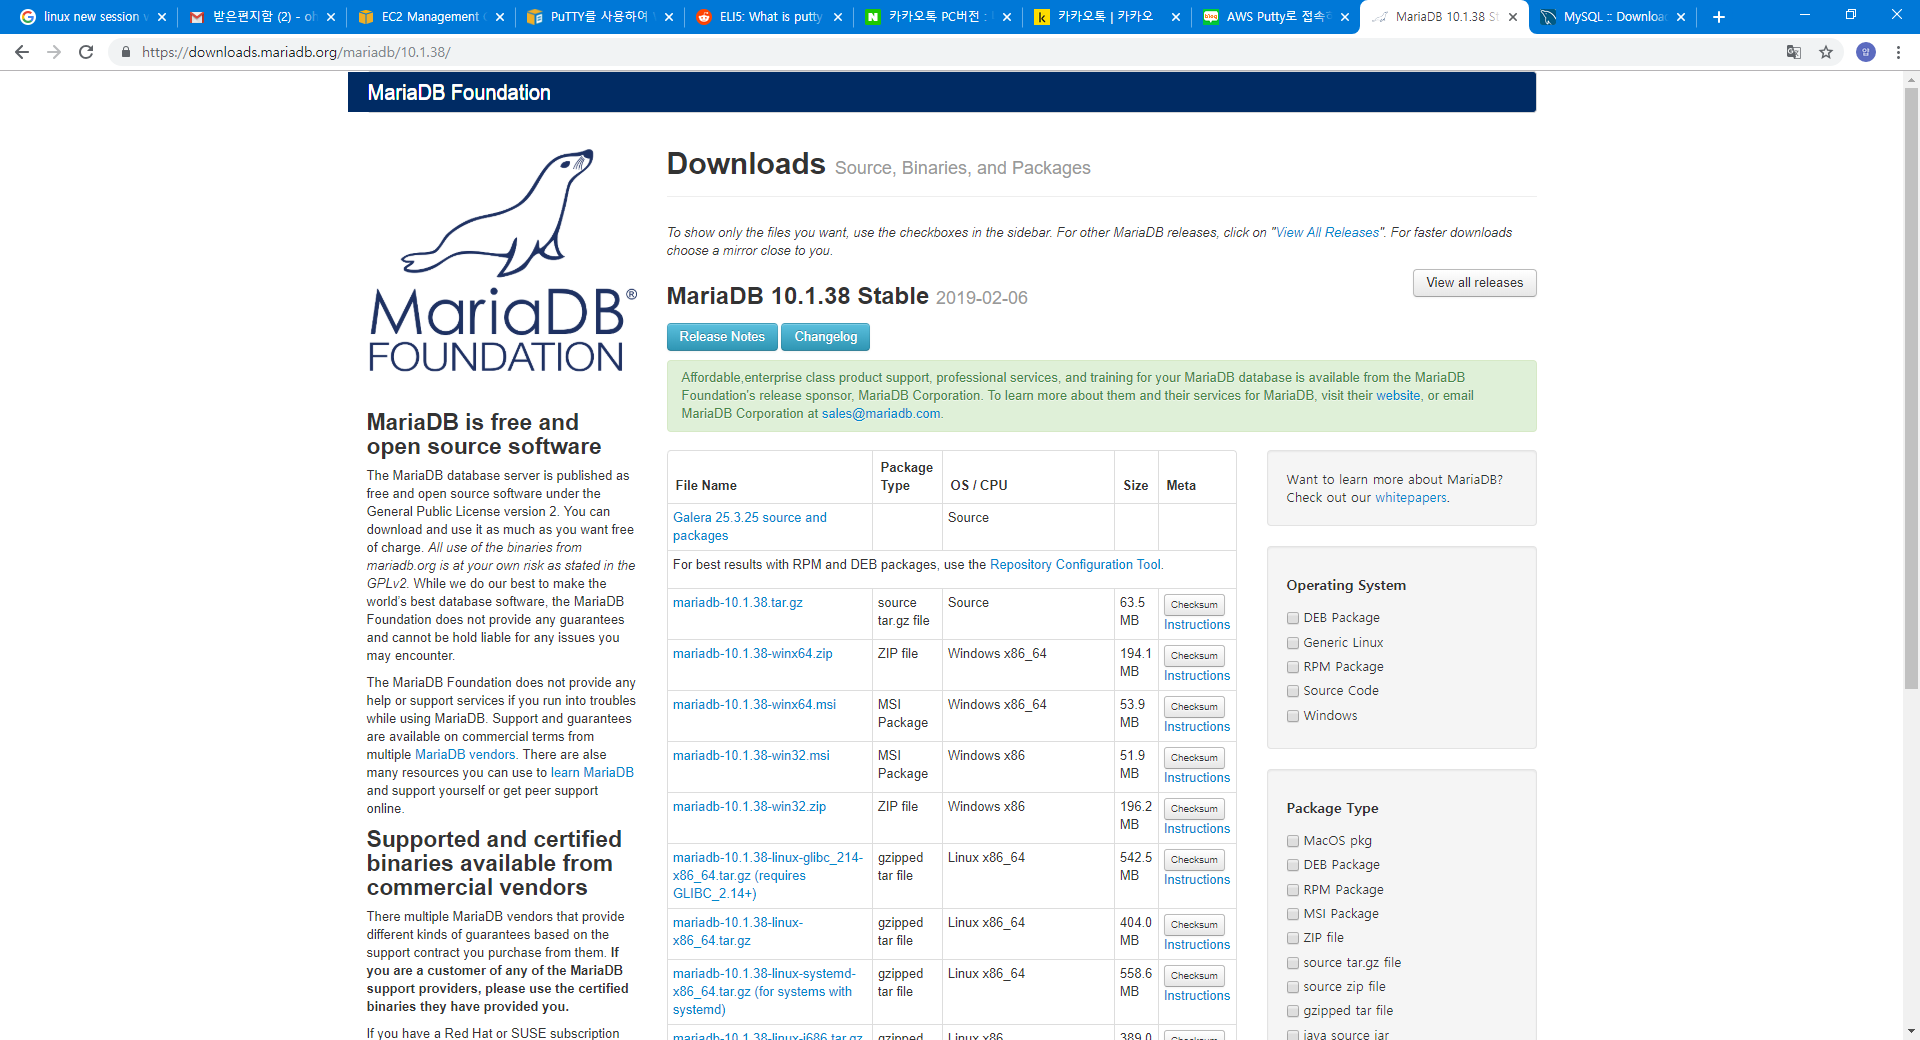 linux new session
받은편지함 (2) - oh
EC2 Management
PuTTY를 사용하여
ELI5: What is putty
카카오톡 PC버전 :
카카오톡 | 카카오
AWS Putty로 접속
MariaDB 10.1.38 St
MySQL :: Downloa
https://downloads.mariadb.org/mariadb/10.1.38/
MariaDB Foundation
MariaDB®
FOUNDATION
MariaDB is free and
open source software
The MariaDB database server is published as
free and open source software under the
General Public License version 2. You can
download and use it as much as you want free
of charge. All use of the binaries from
mariadb.org is at your own risk as stated in the
GPLv2. While we do our best to make the
world's best database software, the MariaDB
Foundation does not provide any guarantees
and cannot be hold liable for any issues you
may encounter.
The MariaDB Foundation does not provide any
help or support services if you run into troubles
while using MariaDB. Support and guarantees
are available on commercial terms from
multiple MariaDB vendors. There are alse
many resources you can use to learn MariaDB
and support yourself or get peer support
online.
Supported and certified
binaries available from
commercial vendors
There multiple MariaDB vendors that provide
different kinds of guarantees based on the
support contract you purchase from them. If
you are a customer of any of the MariaDB
support providers, please use the certified
binaries they have provided you.
If you have a Red Hat or SUSE subscription
Downloads Source, Binaries, and Packages
To show only the files you want, use the checkboxes in the sidebar. For other MariaDB releases, click on "View All Releases". For faster downloads
choose a mirror close to you.
View all releases
MariaDB 10.1.38 Stable 2019-02-06
Release Notes Changelog
Affordable,enterprise class product support, professional services, and training for your MariaDB database is available from the MariaDB
Foundation's release sponsor, MariaDB Corporation. To learn more about them and their services for MariaDB, visit their website, or email
MariaDB Corporation at sales@mariadb.com.
File Name Package Type OS / CPU Size Meta
Galera 25.3.25 source and packages Source
For best results with RPM and DEB packages, use the Repository Configuration Tool.
mariadb-10.1.38.tar.gz source tar.gz file Source 63.5 MB Checksum Instructions
mariadb-10.1.38-winx64.zip ZIP file Windows x86_64 194.1 MB Checksum Instructions
mariadb-10.1.38-winx64.msi MSI Package Windows x86_64 53.9 MB Checksum Instructions
mariadb-10.1.38-win32.msi MSI Package Windows x86 51.9 MB Checksum Instructions
mariadb-10.1.38-win32.zip ZIP file Windows x86 196.2 MB Checksum Instructions
mariadb-10.1.38-linux-glibc_214-x86_64.tar.gz (requires GLIBC_2.14+) gzipped tar file Linux x86_64 542.5 MB Checksum Instructions
mariadb-10.1.38-linux-x86_64.tar.gz gzipped tar file Linux x86_64 404.0 MB Checksum Instructions
mariadb-10.1.38-linux-systemd-x86_64.tar.gz (for systems with systemd) gzipped tar file Linux x86_64 558.6 MB Checksum Instructions
mariadb-10.1.38-linux-i686.tar.gz gzipped Linux x86 389.0 Checksum
Want to learn more about MariaDB?
Check out our whitepapers.
Operating System
DEB Package
Generic Linux
RPM Package
Source Code
Windows
Package Type
MacOS pkg
DEB Package
RPM Package
MSI Package
ZIP file
source tar.gz file
source zip file
gzipped tar file
java source jar